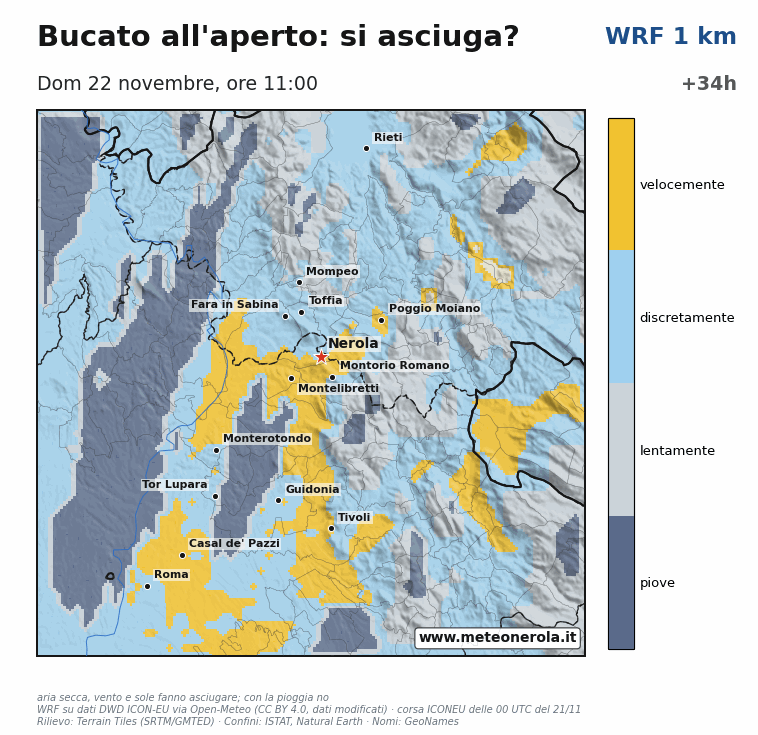 Bucato all'aperto: si asciuga?
WRF 1 km
Dom 22 novembre, ore 11:00
+34h
Rieti
Mompeo
Fara in Sabina
Toffia
Poggio Moiano
Nerola
Montorio Romano
Montelibretti
Monterotondo
Tor Lupara
Guidonia
Tivoli
Casal de' Pazzi
Roma
www.meteonerola.it
velocemente
discretamente
lentamente
piove
aria secca, vento e sole fanno asciugare; con la pioggia no
WRF su dati DWD ICON-EU via Open-Meteo (CC BY 4.0, dati modificati) · corsa ICONEU delle 00 UTC del 21/11
Rilievo: Terrain Tiles (SRTM/GMTED) · Confini: ISTAT, Natural Earth · Nomi: GeoNames